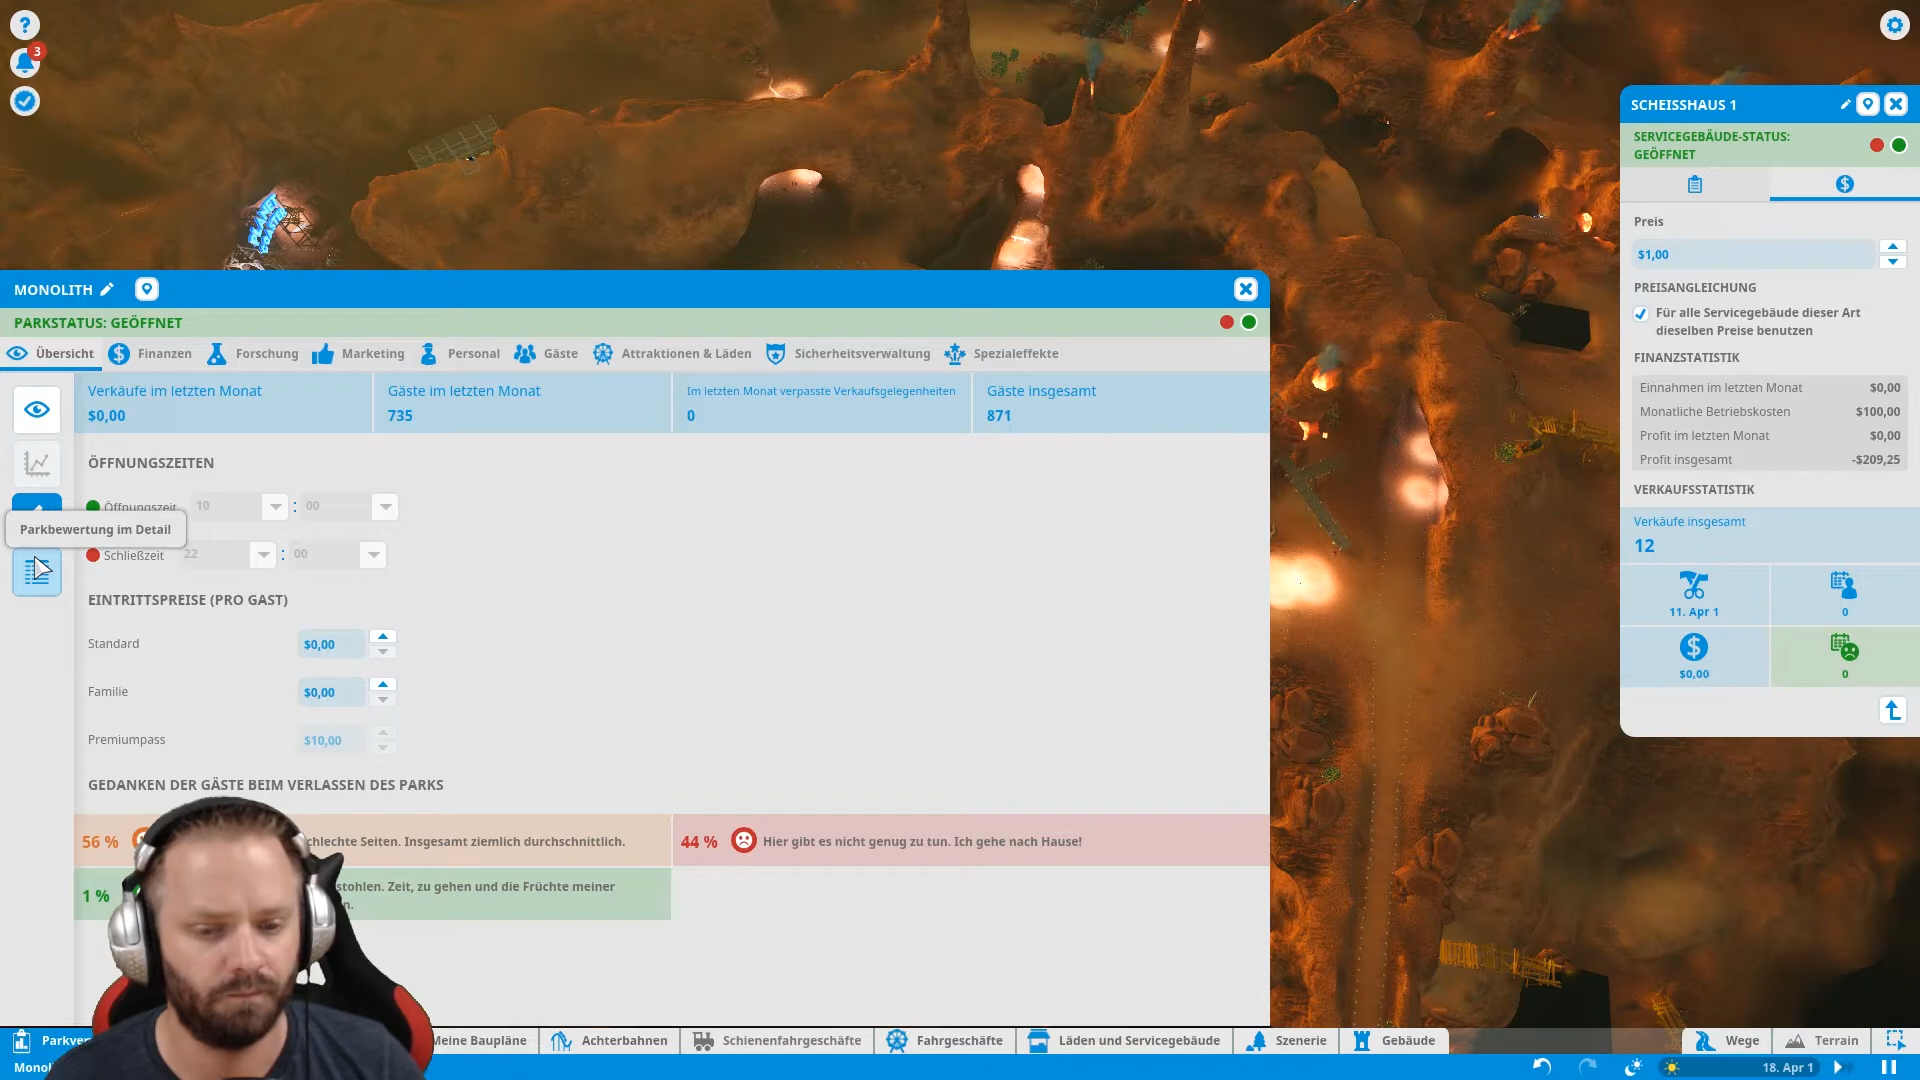 ?
3
PLANET
COASTER
MONOLITH
PARKSTATUS: GEÖFFNET
Übersicht
Finanzen
Forschung
Marketing
Personal
Gäste
Attraktionen & Läden
Sicherheitsverwaltung
Spezialeffekte
Verkäufe im letzten Monat
$0,00
Gäste im letzten Monat
735
Im letzten Monat verpasste Verkaufsgelegenheiten
0
Gäste insgesamt
871
ÖFFNUNGSZEITEN
Öffnungszeit 10 : 00
Parkbewertung im Detail
Schließzeit 22 : 00
EINTRITTSPREISE (PRO GAST)
Standard $0,00
Familie $0,00
Premiumpass $10,00
GEDANKEN DER GÄSTE BEIM VERLASSEN DES PARKS
56 % chlechte Seiten. Insgesamt ziemlich durchschnittlich.
44 % Hier gibt es nicht genug zu tun. Ich gehe nach Hause!
1 % stohlen. Zeit, zu gehen und die Früchte meiner
n.
SCHEISSHAUS 1
SERVICEGEBÄUDE-STATUS:
GEÖFFNET
Preis
$1,00
PREISANGLEICHUNG
Für alle Servicegebäude dieser Art
dieselben Preise benutzen
FINANZSTATISTIK
Einnahmen im letzten Monat $0,00
Monatliche Betriebskosten $100,00
Profit im letzten Monat $0,00
Profit insgesamt -$209,25
VERKAUFSSTATISTIK
Verkäufe insgesamt
12
11. Apr 1
0
$0,00
0
Parkver
Meine Baupläne
Achterbahnen
Schienenfahrgeschäfte
Fahrgeschäfte
Läden und Servicegebäude
Szenerie
Gebäude
Wege
Terrain
Monoli
18. Apr 1